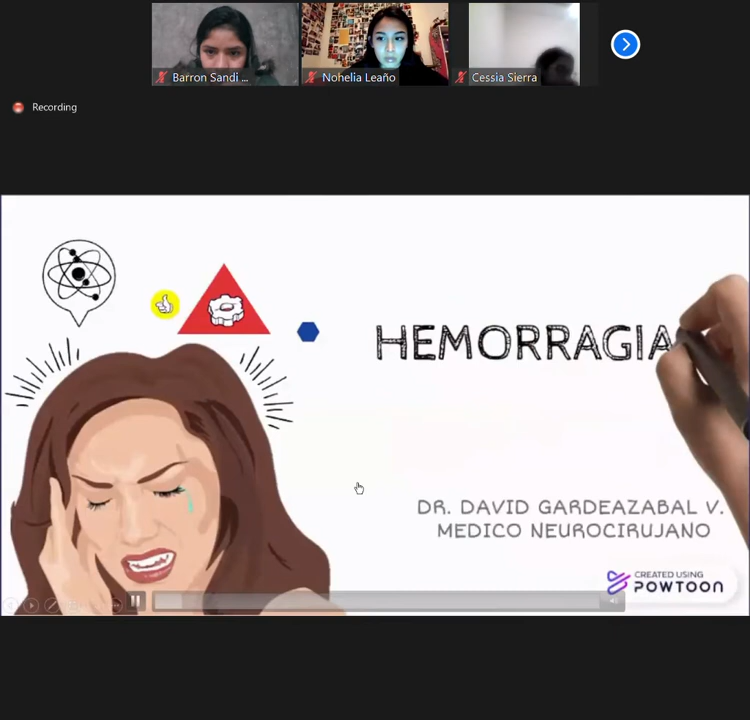 Barron Sandi ...
Nohelia Leaño
Cessia Sierra
Recording
HEMORRAGIA
DR. DAVID GARDEAZABAL V.
MEDICO NEUROCIRUJANO
CREATED USING
POWTOON